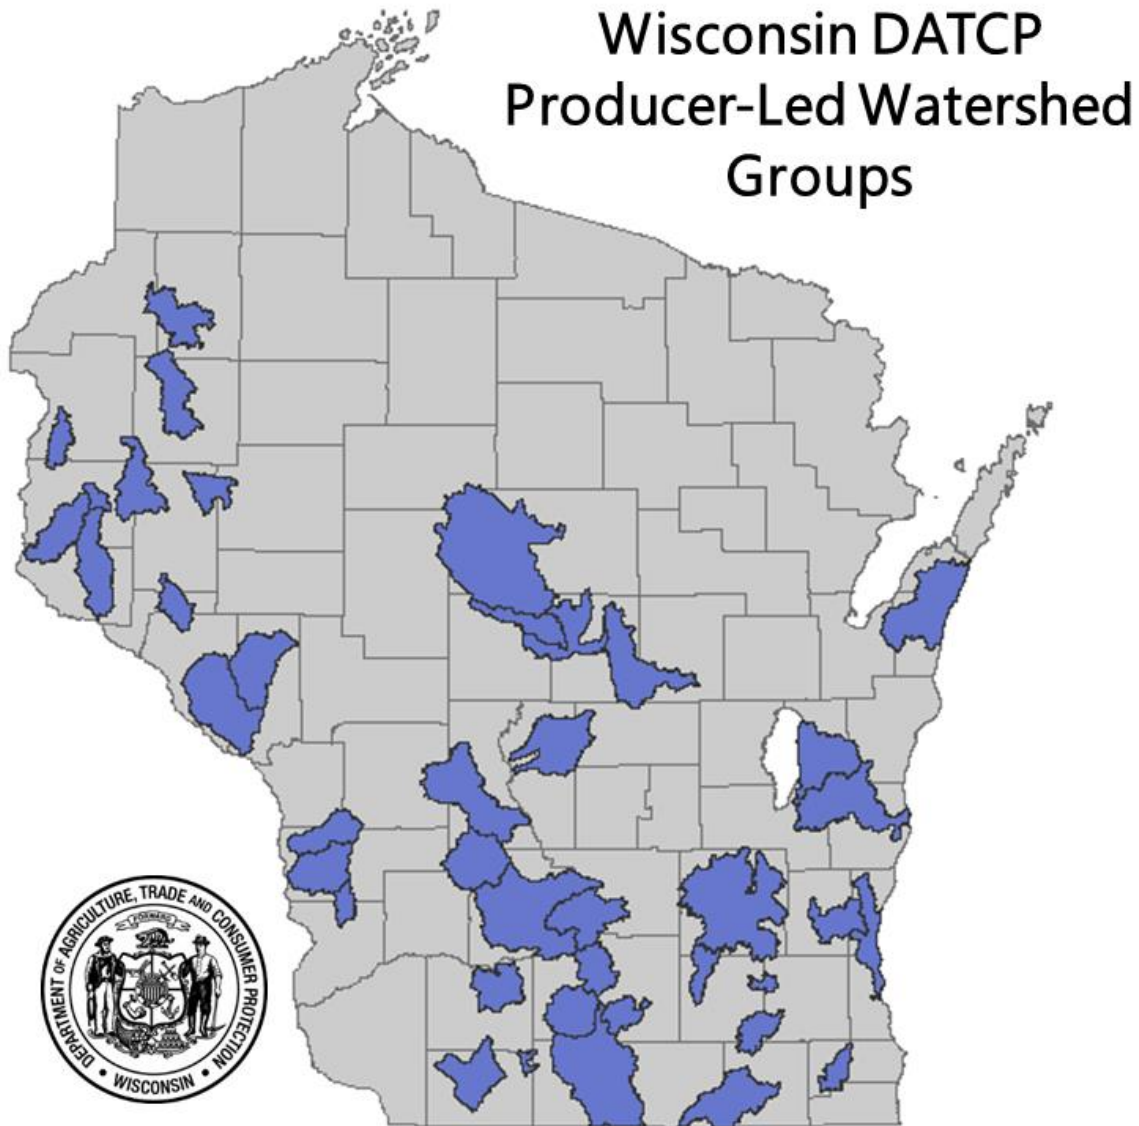 Wisconsin DATCP
Producer-Led Watershed
Groups
DEPARTMENT OF AGRICULTURE, TRADE AND CONSUMER PROTECTION
FORWARD
• WISCONSIN •